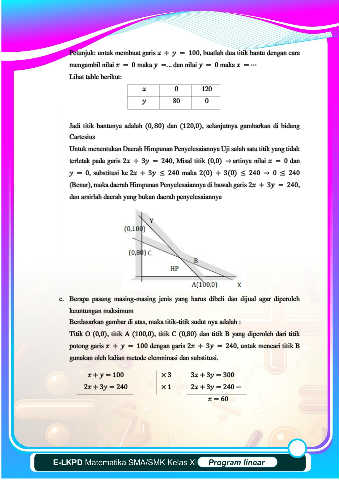 Petunjuk: untuk membuat garis x + y = 100, buatlah dua titik bantu dengan cara
mengambil nilai x = 0 maka y = ... dan nilai y = 0 maka x = ⋯
Lihat table berikut:
x 0 120
y 80 0
Jadi titik bantunya adalah (0,80) dan (120,0), selanjutnya gambarkan di bidang
Cartesius
Untuk menentukan Daerah Himpunan Penyelesaiannya Uji salah satu titik yang tidak
terletak pada garis 2x + 3y = 240, Misal titik (0,0) → artinya nilai x = 0 dan
y = 0, substitusi ke 2x + 3y ≤ 240 maka 2(0) + 3(0) ≤ 240 → 0 ≤ 240
(Benar), maka daerah Himpunan Penyelesaiannya di bawah garis 2x + 3y = 240,
dan arsirlah daerah yang bukan daerah penyelesaiannya
Y
(0,100)
(0,80) C
B
HP
A(100,0) X
c. Berapa pasang masing-masing jenis yang harus dibeli dan dijual agar diperoleh
keuntungan maksimum
Berdasarkan gambar di atas, maka titik-titik sudut nya adalah :
Titik O (0,0), titik A (100,0), titik C (0,80) dan titik B yang diperoleh dari titik
potong garis x + y = 100 dengan garis 2x + 3y = 240, untuk mencari titik B
gunakan oleh kalian metode eleminasi dan substitusi.
x + y = 100 × 3 3x + 3y = 300
2x + 3y = 240 × 1 2x + 3y = 240 −
x = 60
E-LKPD Matematika SMA/SMK Kelas X Program linear